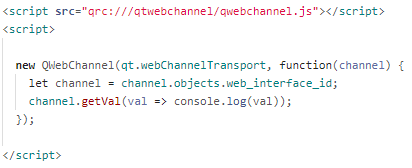 <script src="qrc:///qtwebchannel/qwebchannel.js"></script>
<script>
new QWebChannel(qt.webChannelTransport, function(channel) {
let channel = channel.objects.web_interface_id;
channel.getVal(val => console.log(val));
});
</script>